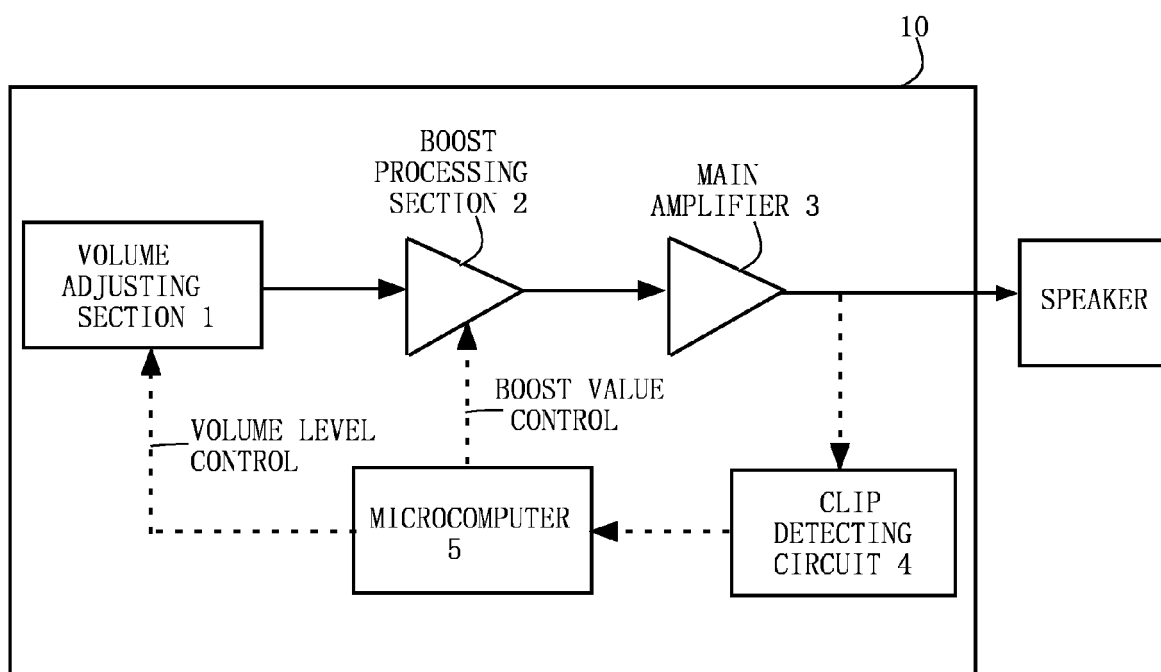 10
BOOST
PROCESSING
SECTION 2
MAIN
AMPLIFIER 3
VOLUME
ADJUSTING
SECTION 1
SPEAKER
BOOST VALUE
CONTROL
VOLUME LEVEL
CONTROL
MICROCOMPUTER
5
CLIP
DETECTING
CIRCUIT 4